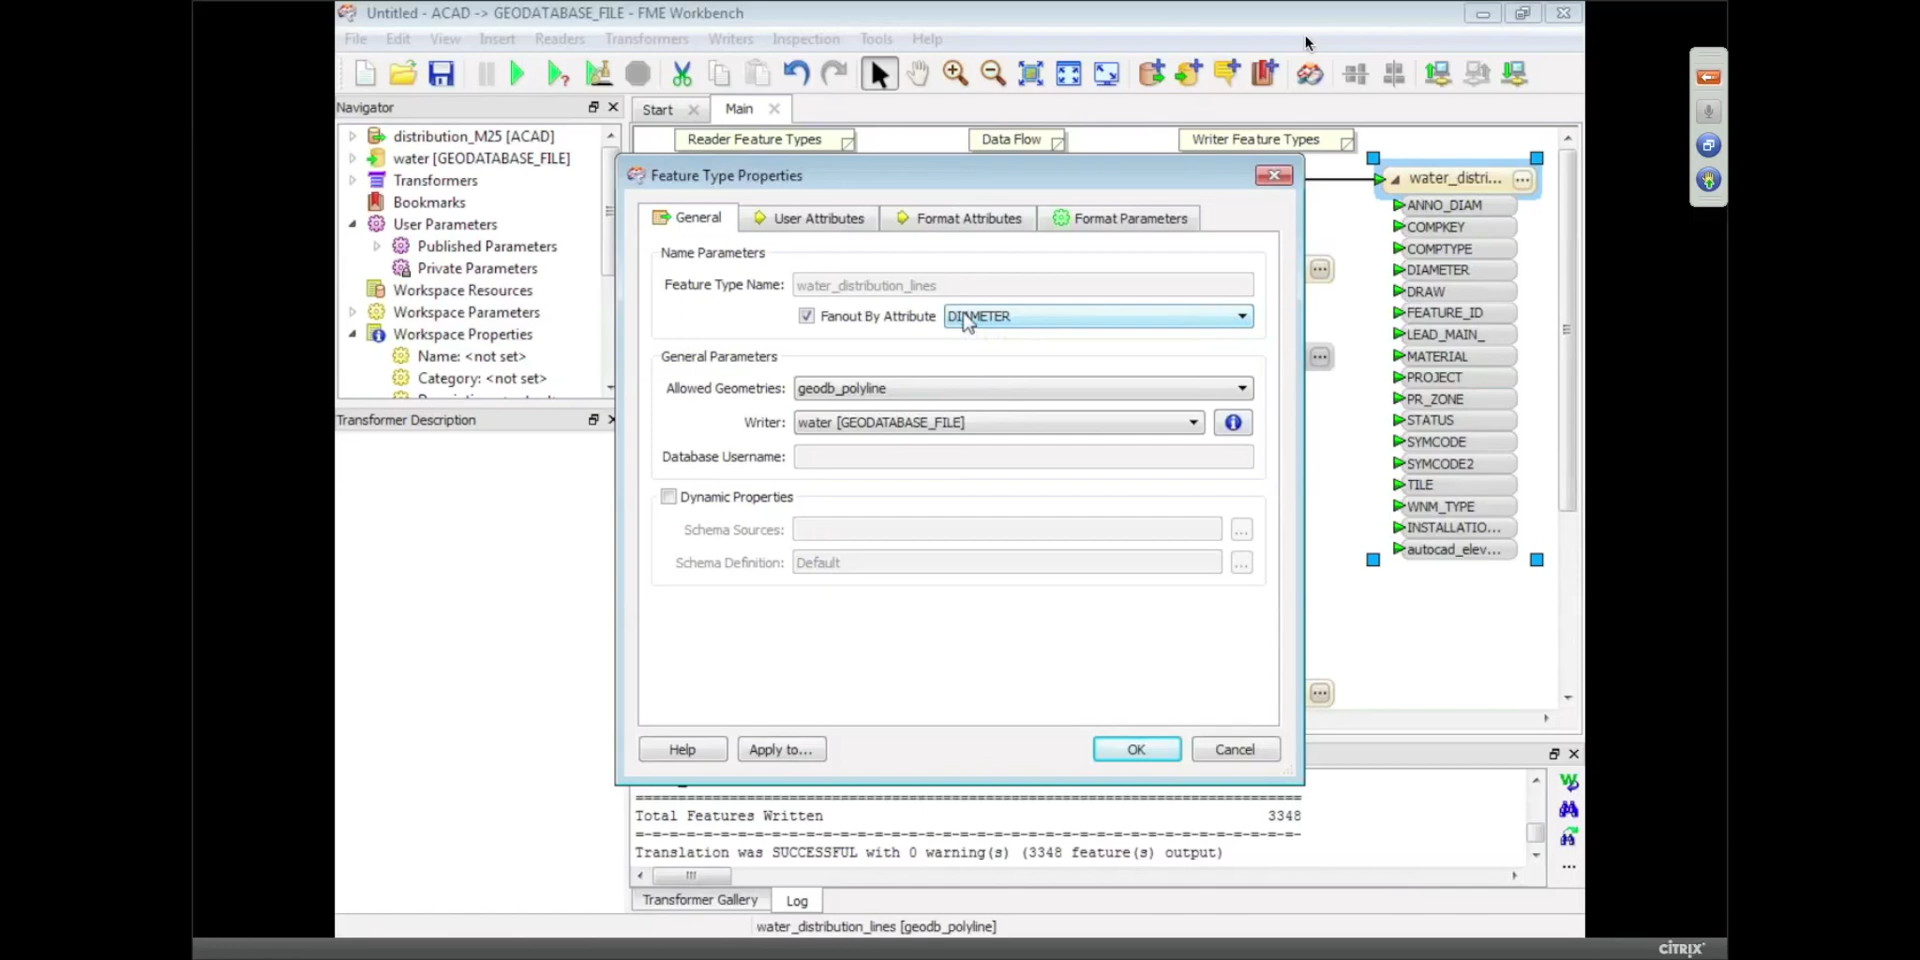 Untitled - ACAD -> GEODATABASE_FILE - FME Workbench
File Edit View Insert Readers Transformers Writers Inspection Tools Help
Navigator
Start Main
distribution_M25 [ACAD]
water [GEODATABASE_FILE]
Transformers
Bookmarks
User Parameters
Published Parameters
Private Parameters
Workspace Resources
Workspace Parameters
Workspace Properties
Name: <not set>
Category: <not set>
Transformer Description
Reader Feature Types Data Flow Writer Feature Types
Feature Type Properties
General User Attributes Format Attributes Format Parameters
Name Parameters
Feature Type Name: water_distribution_lines
Fanout By Attribute DIAMETER
General Parameters
Allowed Geometries: geodb_polyline
Writer: water [GEODATABASE_FILE]
Database Username:
Dynamic Properties
Schema Sources: ...
Schema Definition: Default ...
Help Apply to... OK Cancel
water_distri...
ANNO_DIAM
COMPKEY
COMPTYPE
DIAMETER
DRAW
FEATURE_ID
LEAD_MAIN_
MATERIAL
PROJECT
PR_ZONE
STATUS
SYMCODE
SYMCODE2
TILE
WNM_TYPE
INSTALLATIO...
autocad_elev...
Total Features Written 3348
Translation was SUCCESSFUL with 0 warning(s) (3348 feature(s) output)
Transformer Gallery Log
water_distribution_lines [geodb_polyline]
CITRIX